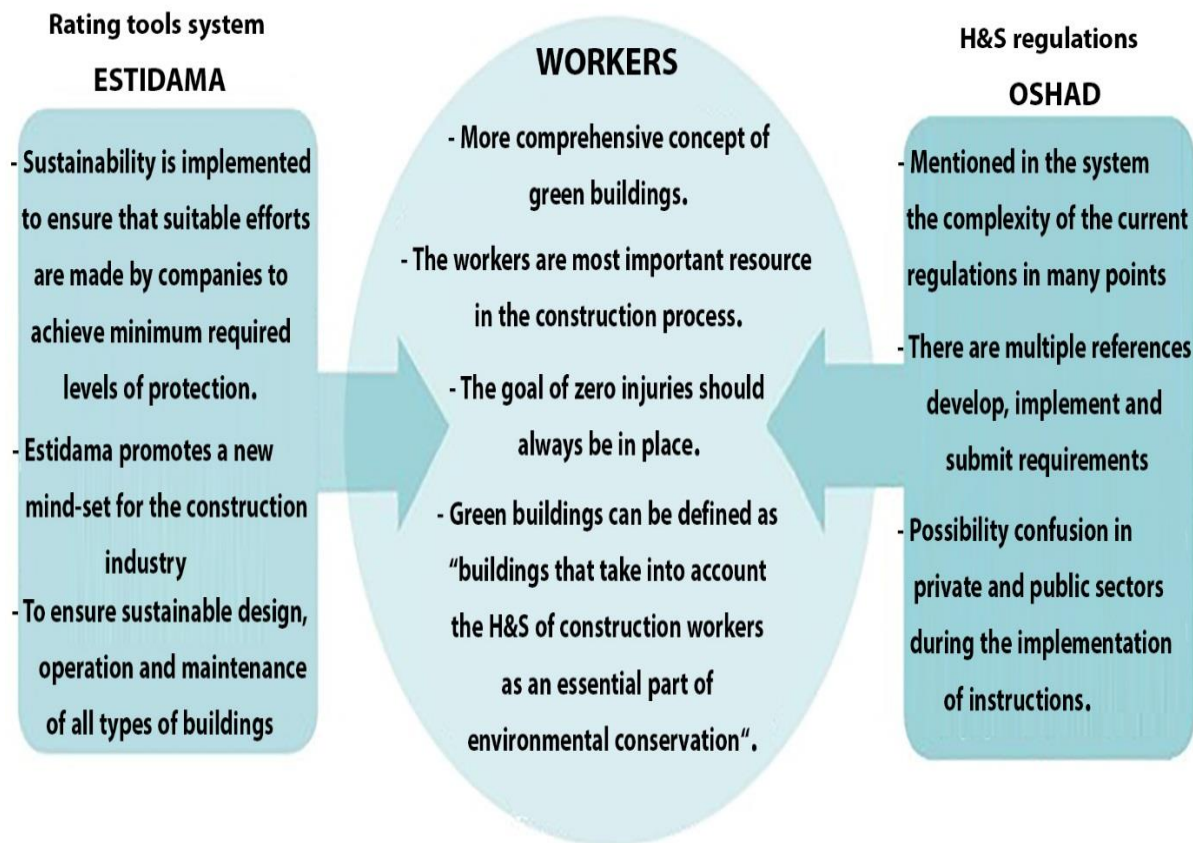 Rating tools system
ESTIDAMA
- Sustainability is implemented
to ensure that suitable efforts
are made by companies to
achieve minimum required
levels of protection.
- Estidama promotes a new
mind-set for the construction
industry
- To ensure sustainable design,
operation and maintenance
of all types of buildings
WORKERS
- More comprehensive concept of
green buildings.
- The workers are most important resource
in the construction process.
- The goal of zero injuries should
always be in place.
- Green buildings can be defined as
“buildings that take into account
the H&S of construction workers
as an essential part of
environmental conservation“.
H&S regulations
OSHAD
- Mentioned in the system
the complexity of the current
regulations in many points
- There are multiple references
develop, implement and
submit requirements
- Possibility confusion in
private and public sectors
during the implementation
of instructions.